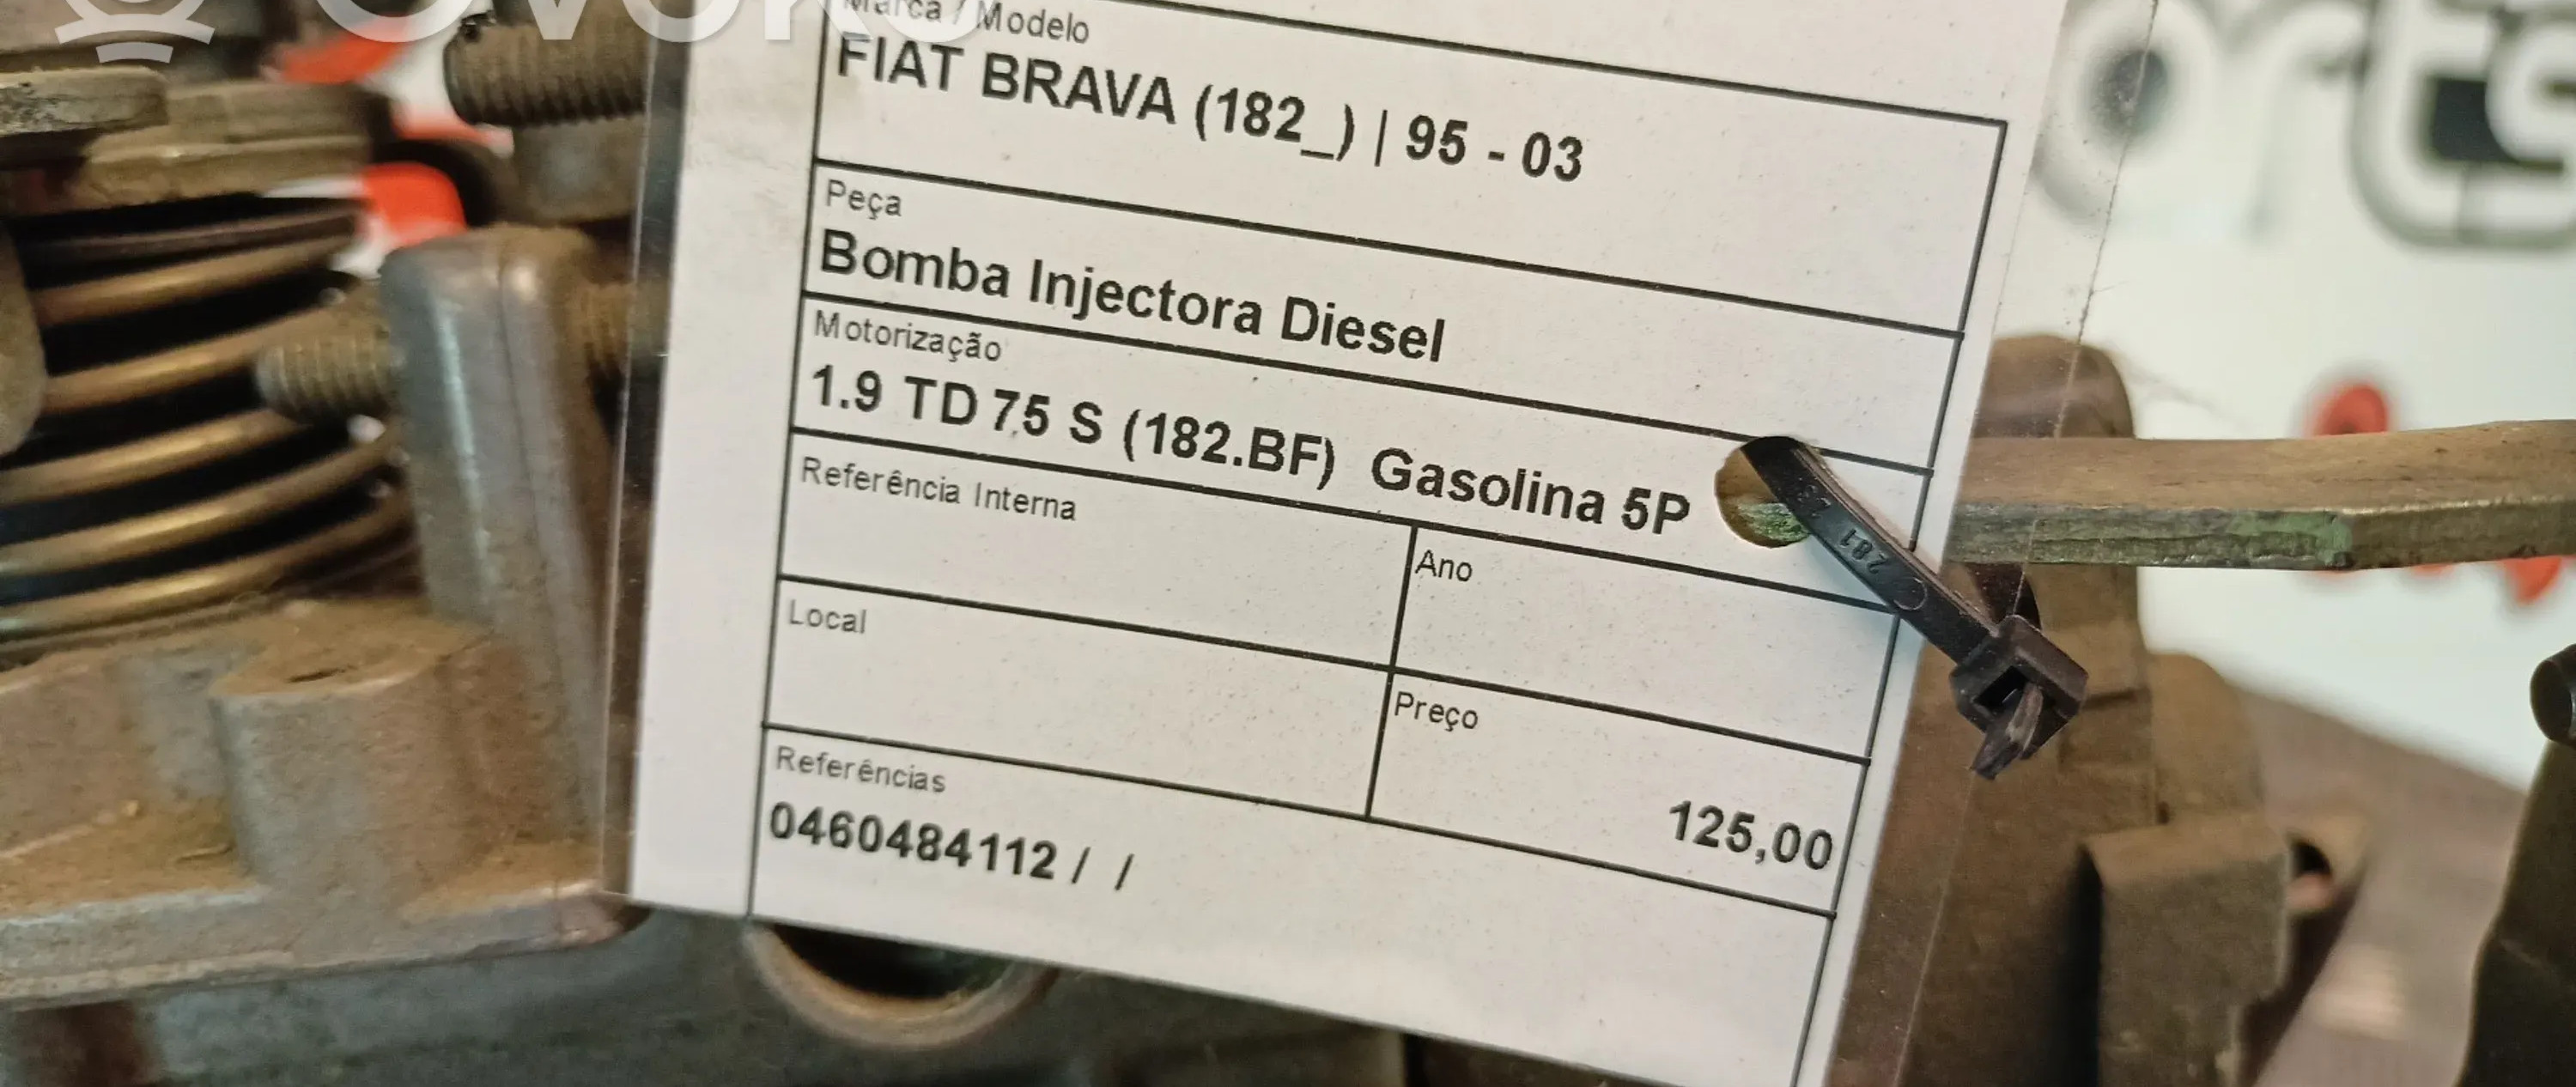 Marca / Modelo
FIAT BRAVA (182_) | 95 - 03
Peça
Bomba Injectora Diesel
Motorização
1.9 TD 75 S (182.BF) Gasolina 5P
Referência Interna
Ano
Local
Preço
125,00
Referências
0460484112 / /
281